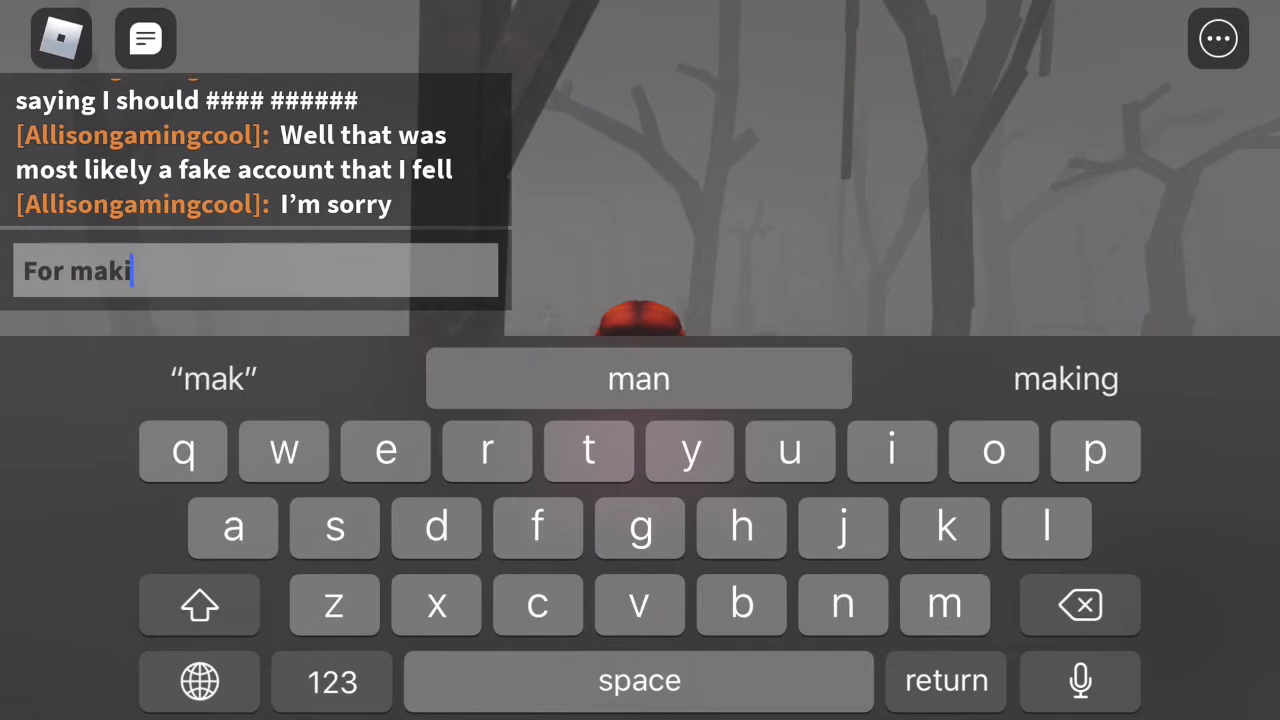 saying I should #### ######
[Allisongamingcool]: Well that was
most likely a fake account that I fell
[Allisongamingcool]: I’m sorry
For maki
“mak” man making
q w e r t y u i o p
a s d f g h j k l
z x c v b n m
123 space return